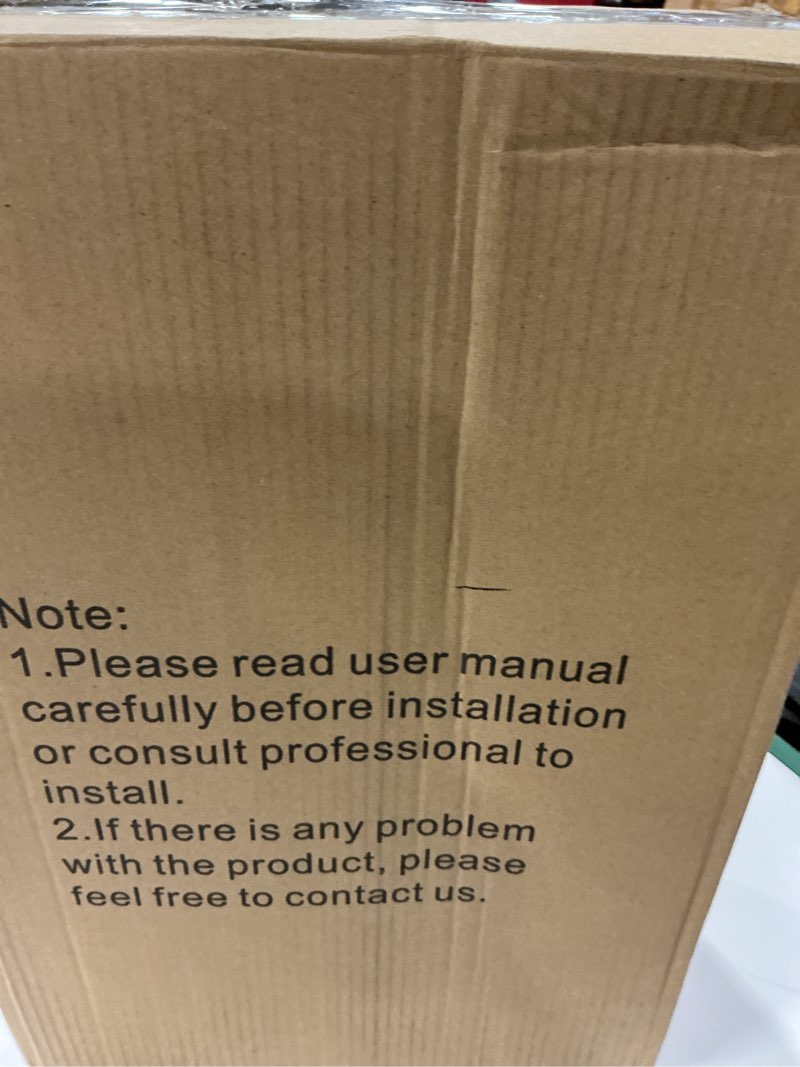 Note:
1.Please read user manual
carefully before installation
or consult professional to
install.
2.If there is any problem
with the product, please
feel free to contact us.